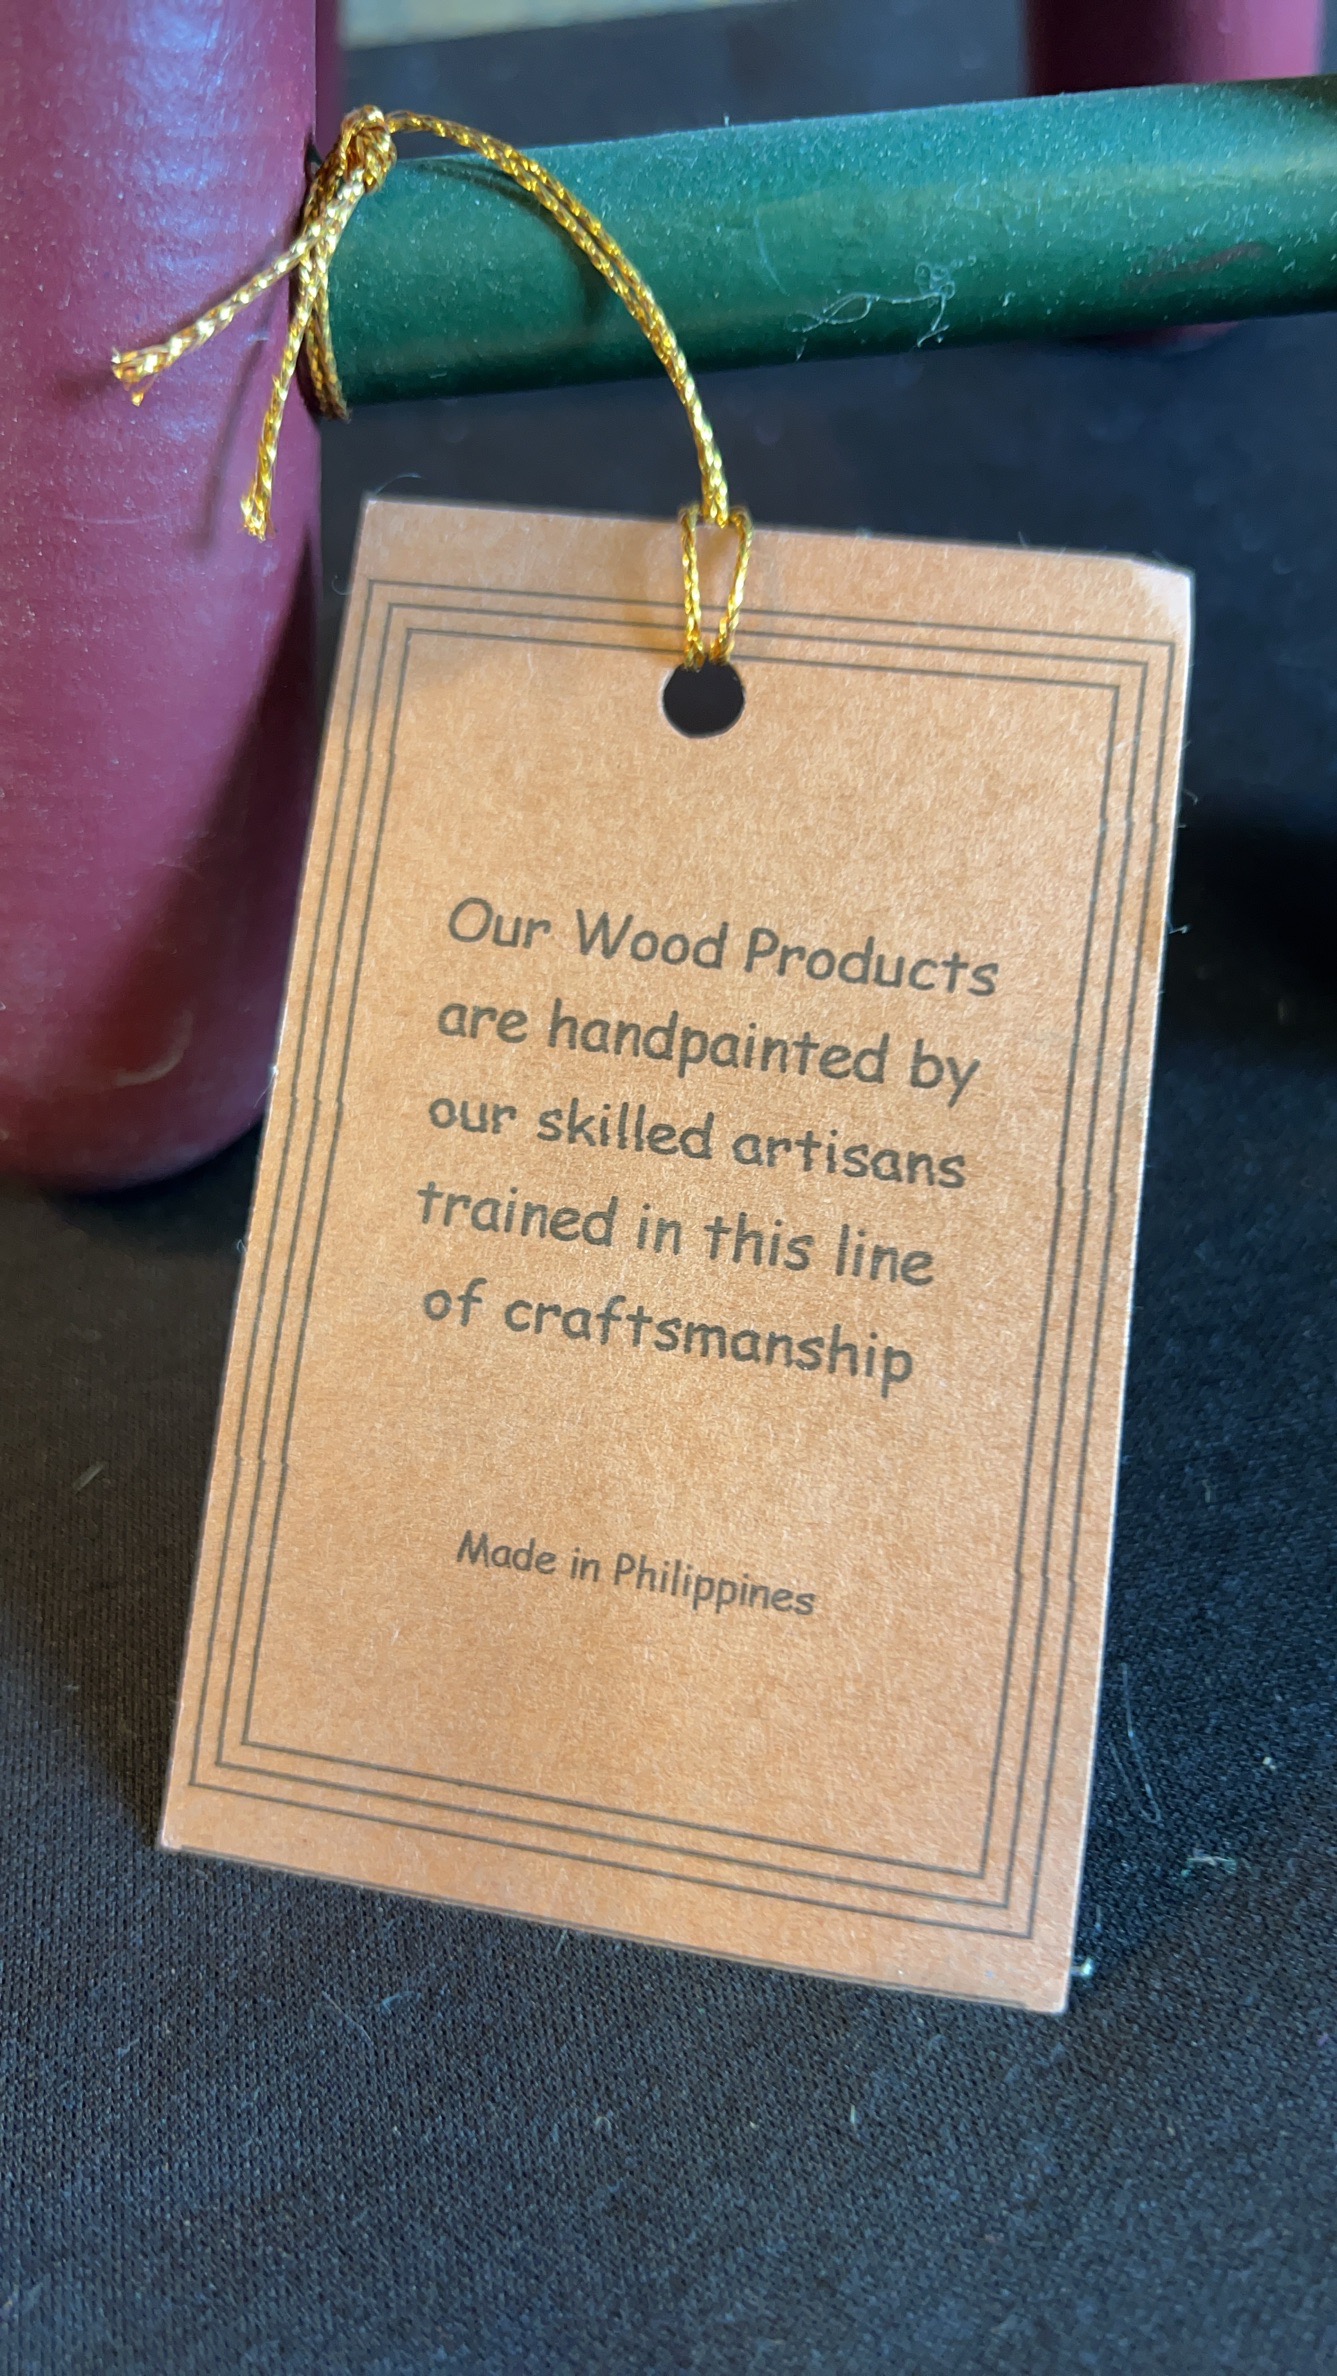 Our Wood Products
are handpainted by
our skilled artisans
trained in this line
of craftsmanship
Made in Philippines